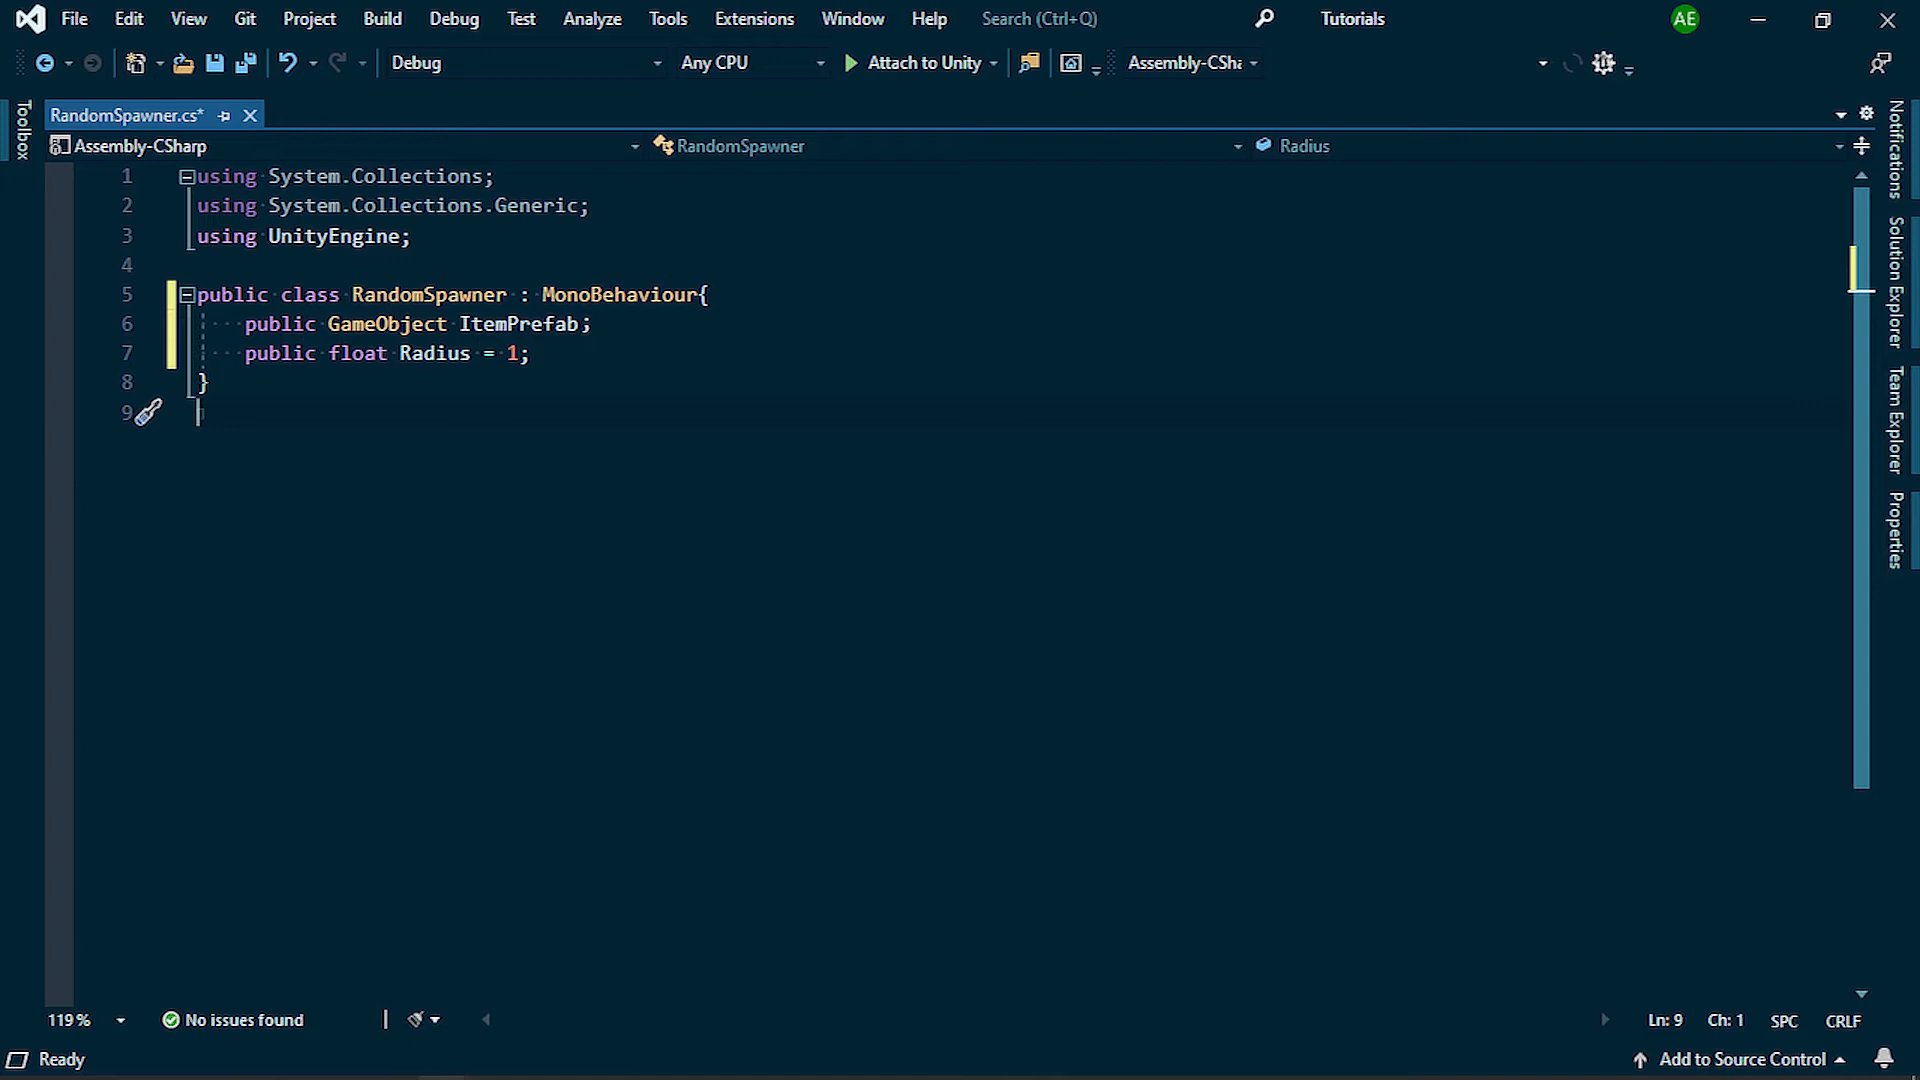 File Edit View Git Project Build Debug Test Analyze Tools Extensions Window Help Search (Ctrl+Q) Tutorials AE
Debug Any CPU Attach to Unity Assembly-CSha
Toolbox
RandomSpawner.cs*
Assembly-CSharp RandomSpawner Radius
1 using System.Collections;
2 using System.Collections.Generic;
3 using UnityEngine;
4
5 public class RandomSpawner : MonoBehaviour{
6 public GameObject ItemPrefab;
7 public float Radius = 1;
8 }
9
Notifications
Solution Explorer
Team Explorer
Properties
119 % No issues found Ln: 9 Ch: 1 SPC CRLF
Ready Add to Source Control